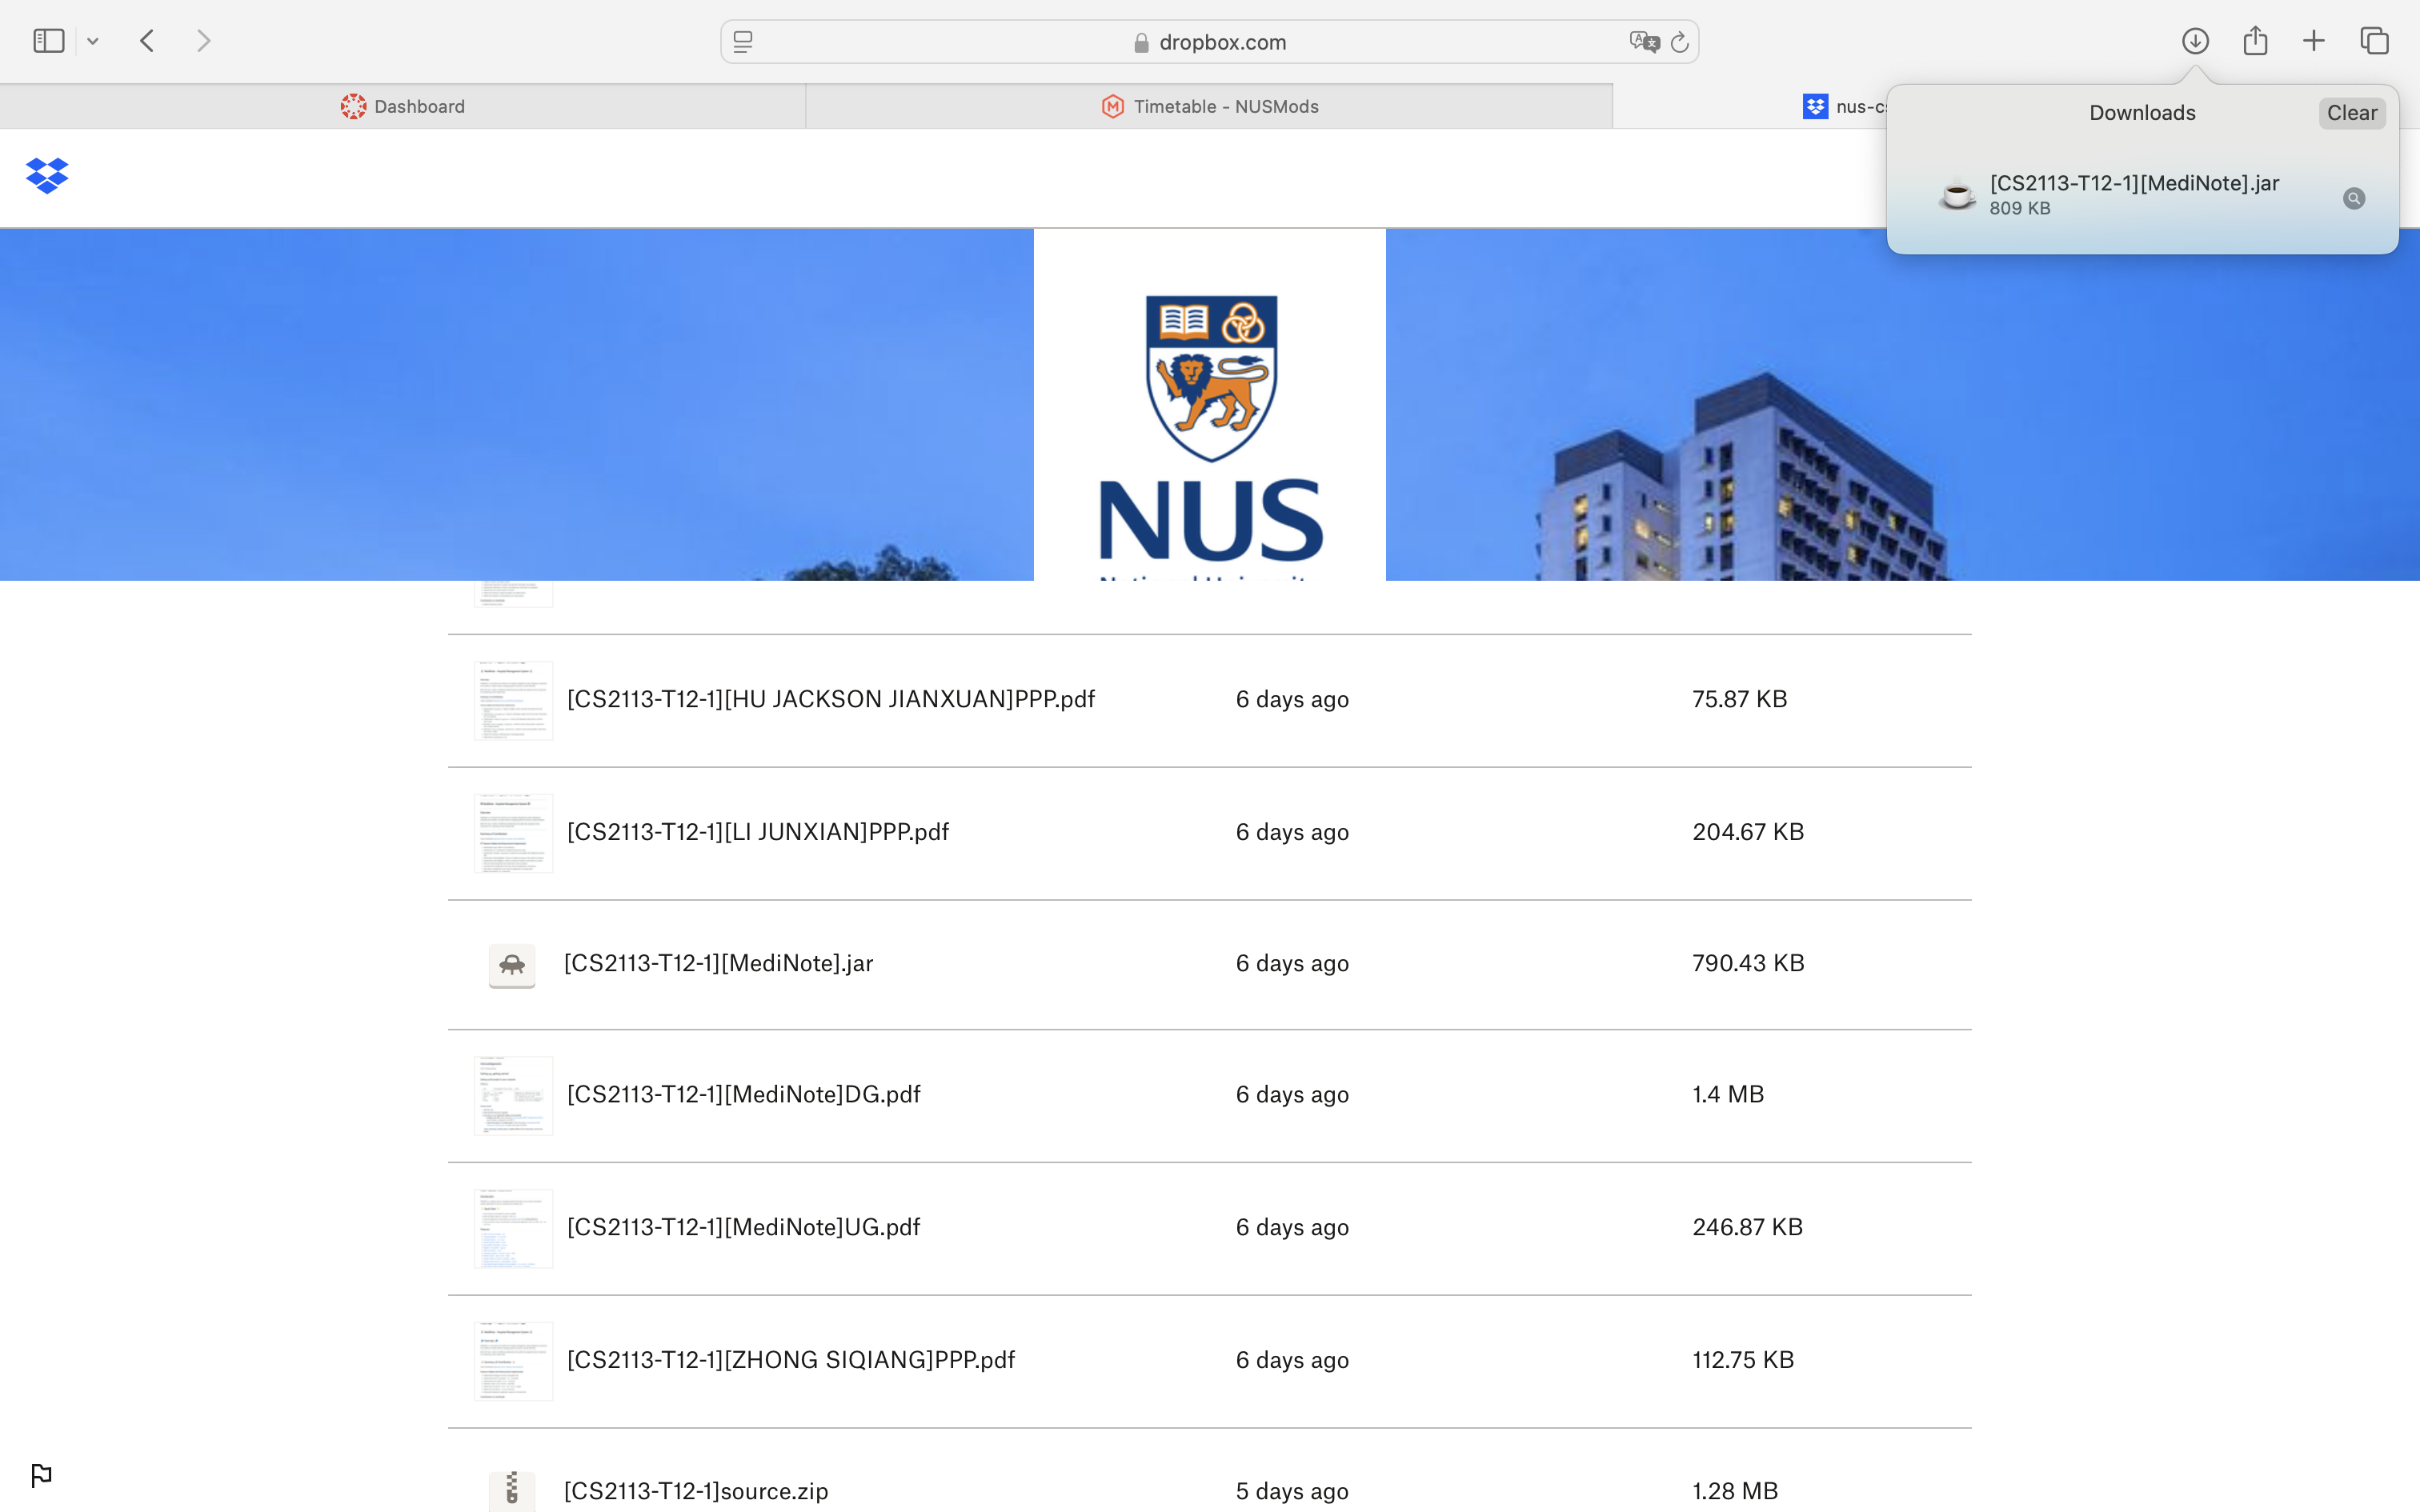 dropbox.com
Dashboard
Timetable - NUSMods
nus-c
Downloads
Clear
[CS2113-T12-1][MediNote].jar
809 KB
NUS
[CS2113-T12-1][HU JACKSON JIANXUAN]PPP.pdf 6 days ago 75.87 KB
[CS2113-T12-1][LI JUNXIAN]PPP.pdf 6 days ago 204.67 KB
[CS2113-T12-1][MediNote].jar 6 days ago 790.43 KB
[CS2113-T12-1][MediNote]DG.pdf 6 days ago 1.4 MB
[CS2113-T12-1][MediNote]UG.pdf 6 days ago 246.87 KB
[CS2113-T12-1][ZHONG SIQIANG]PPP.pdf 6 days ago 112.75 KB
[CS2113-T12-1]source.zip 5 days ago 1.28 MB